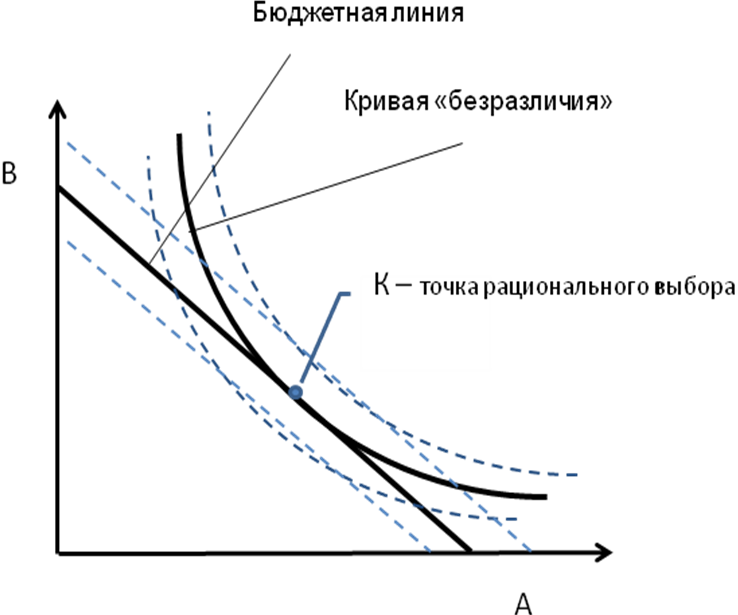 Бюджетная линия
Кривая «безразличия»
В
К – точка рационального выбора
А